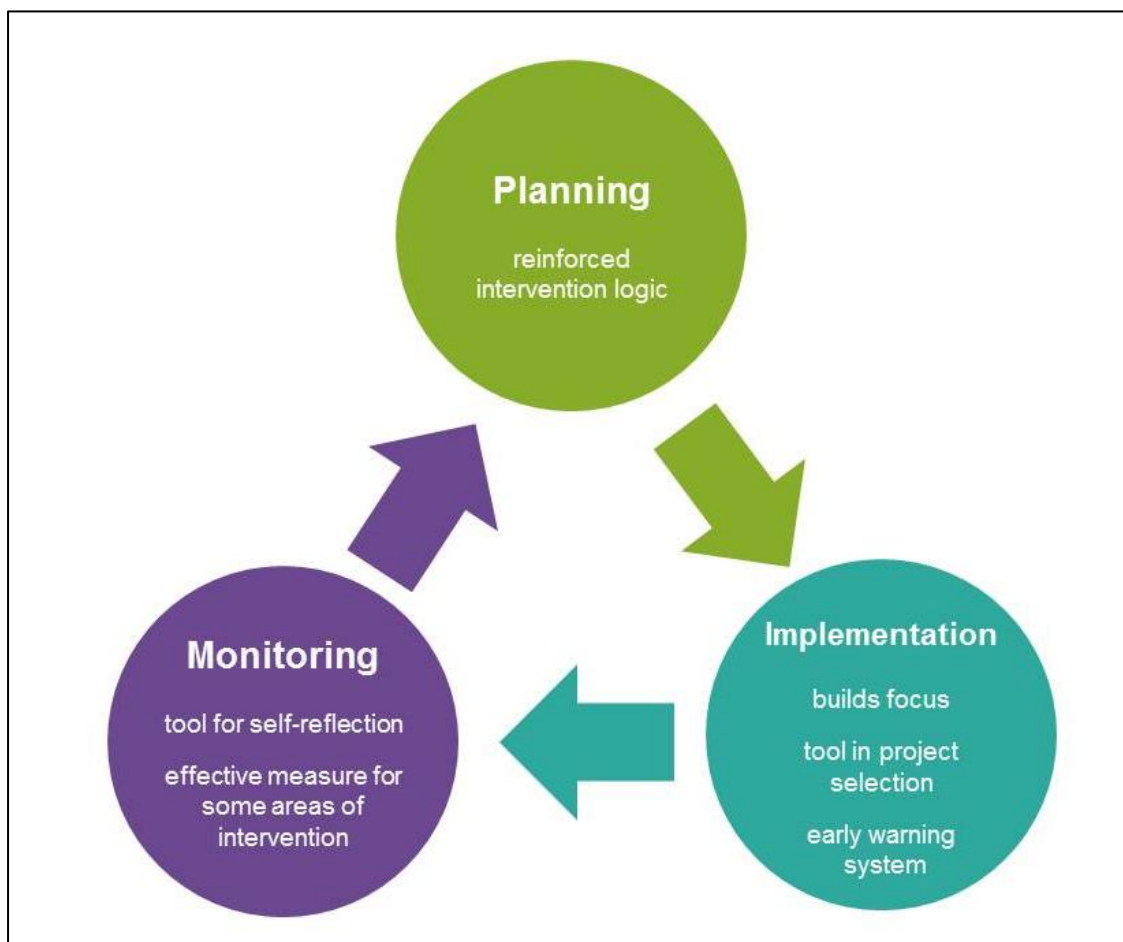 Planning
reinforced
intervention logic
Implementation
builds focus
tool in project
selection
early warning
system
Monitoring
tool for self-reflection
effective measure for
some areas of
intervention